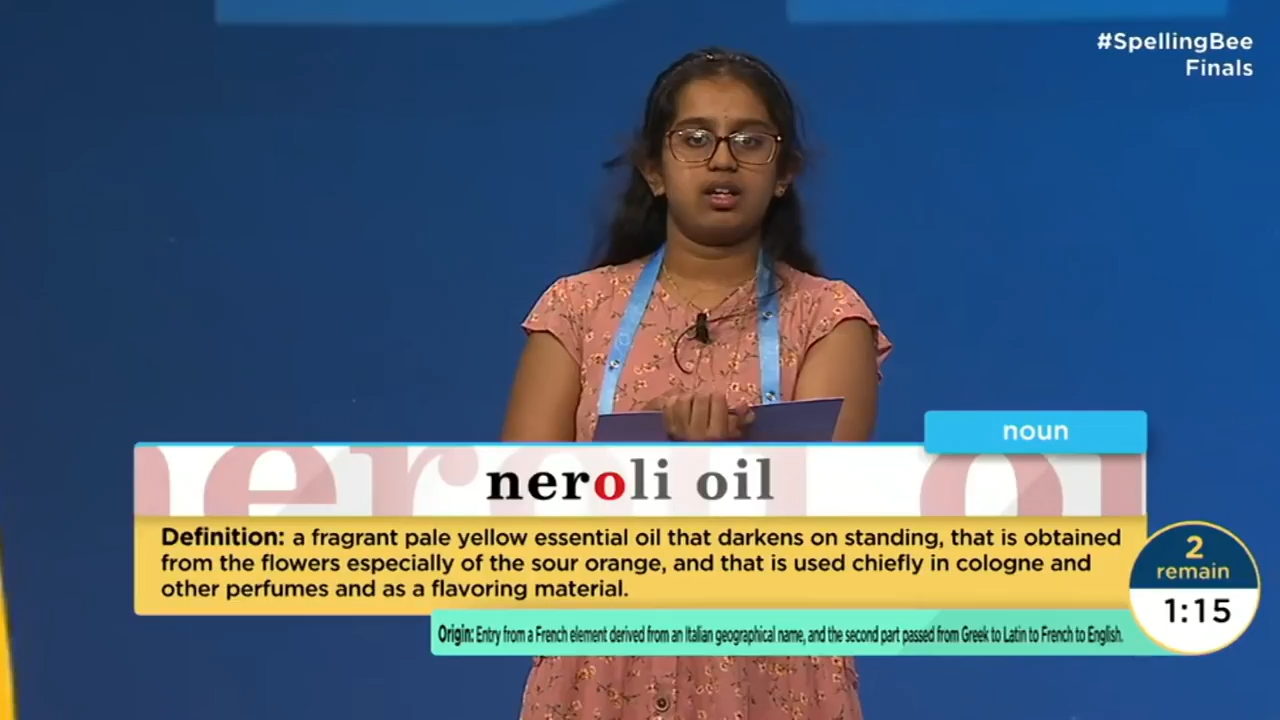 #SpellingBee
Finals
noun
neroli oil
Definition: a fragrant pale yellow essential oil that darkens on standing, that is obtained
from the flowers especially of the sour orange, and that is used chiefly in cologne and
other perfumes and as a flavoring material.
2
remain
1:15
Origin: Entry from a French element derived from an Italian geographical name, and the second part passed from Greek to Latin to French to English.